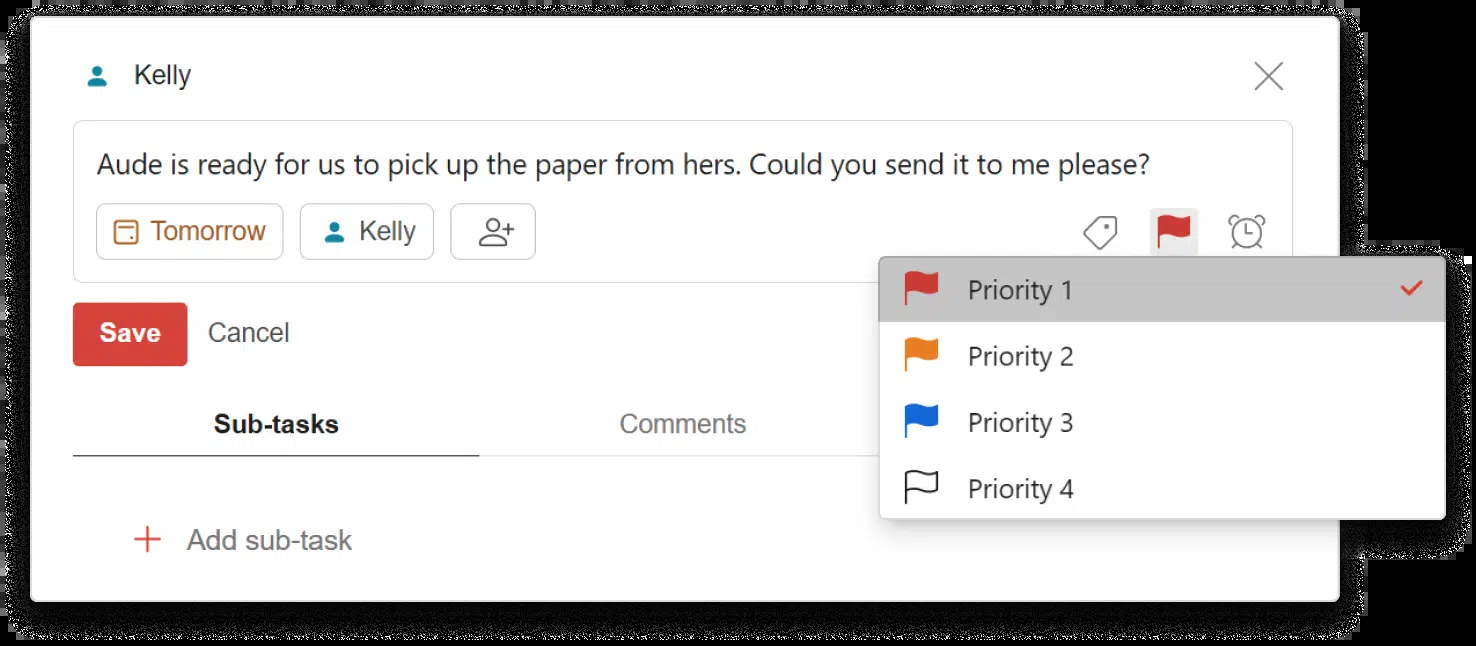 Kelly
Aude is ready for us to pick up the paper from hers. Could you send it to me please?
Tomorrow Kelly
Priority 1
Save Cancel
Priority 2
Sub-tasks Comments
Priority 3
Priority 4
Add sub-task